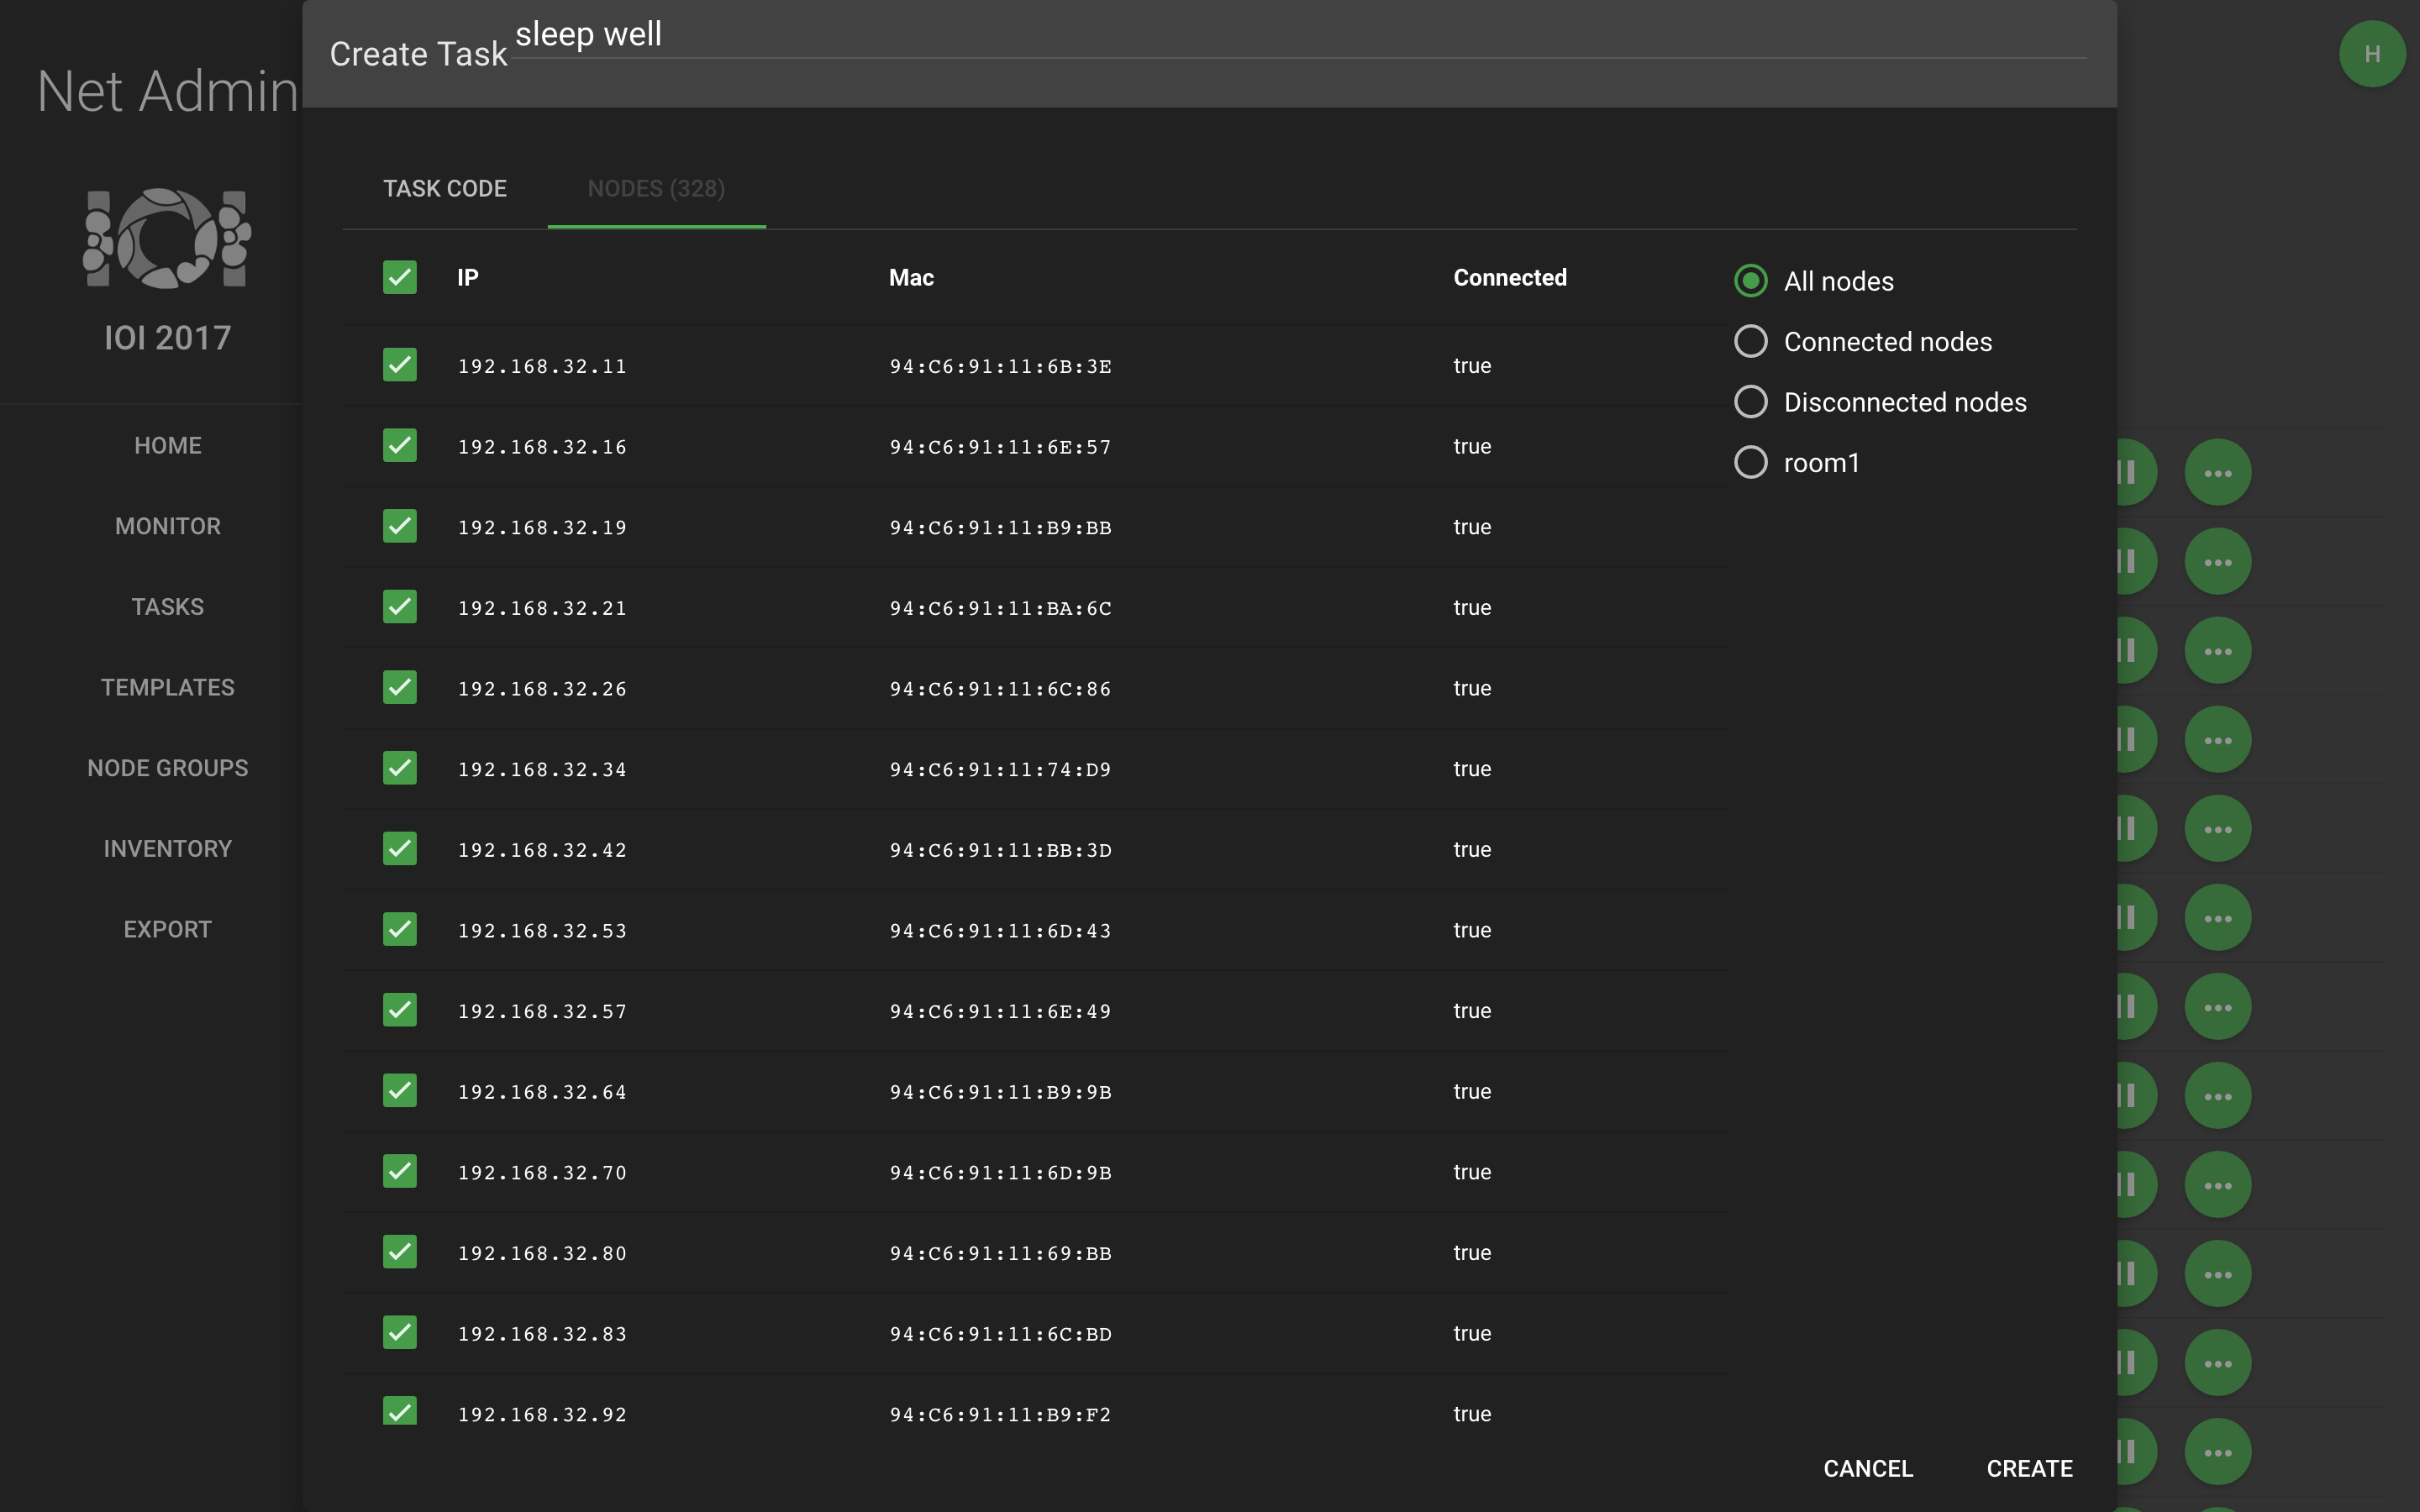 Net Admin
IOI 2017
HOME
MONITOR
TASKS
TEMPLATES
NODE GROUPS
INVENTORY
EXPORT
Create Task sleep well
H
TASK CODE NODES (328)
IP Mac Connected
192.168.32.11 94:C6:91:11:6B:3E true
192.168.32.16 94:C6:91:11:6E:57 true
192.168.32.19 94:C6:91:11:B9:BB true
192.168.32.21 94:C6:91:11:BA:6C true
192.168.32.26 94:C6:91:11:6C:86 true
192.168.32.34 94:C6:91:11:74:D9 true
192.168.32.42 94:C6:91:11:BB:3D true
192.168.32.53 94:C6:91:11:6D:43 true
192.168.32.57 94:C6:91:11:6E:49 true
192.168.32.64 94:C6:91:11:B9:9B true
192.168.32.70 94:C6:91:11:6D:9B true
192.168.32.80 94:C6:91:11:69:BB true
192.168.32.83 94:C6:91:11:6C:BD true
192.168.32.92 94:C6:91:11:B9:F2 true
All nodes
Connected nodes
Disconnected nodes
room1
CANCEL CREATE